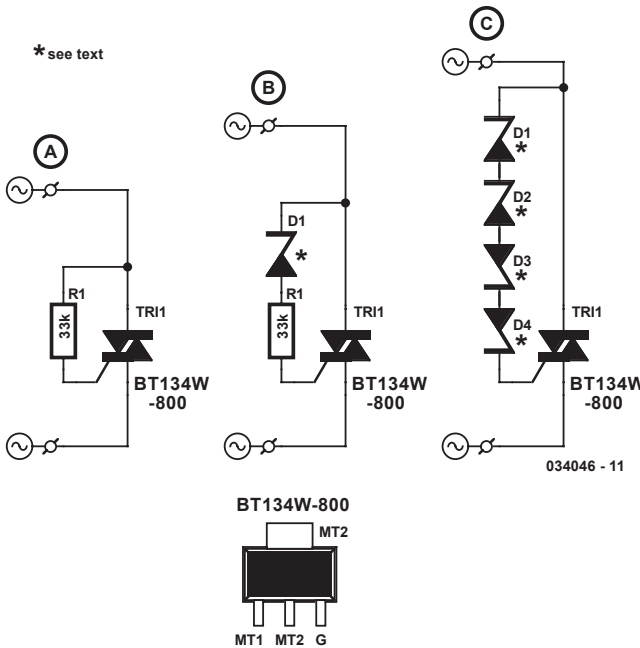 * see text
A
R1
33k
TRI1
BT134W
-800
B
D1
*
R1
33k
TRI1
BT134W
-800
C
D1
*
D2
*
D3
*
D4
*
TRI1
BT134W
-800
034046 - 11
BT134W-800
MT2
MT1 MT2 G